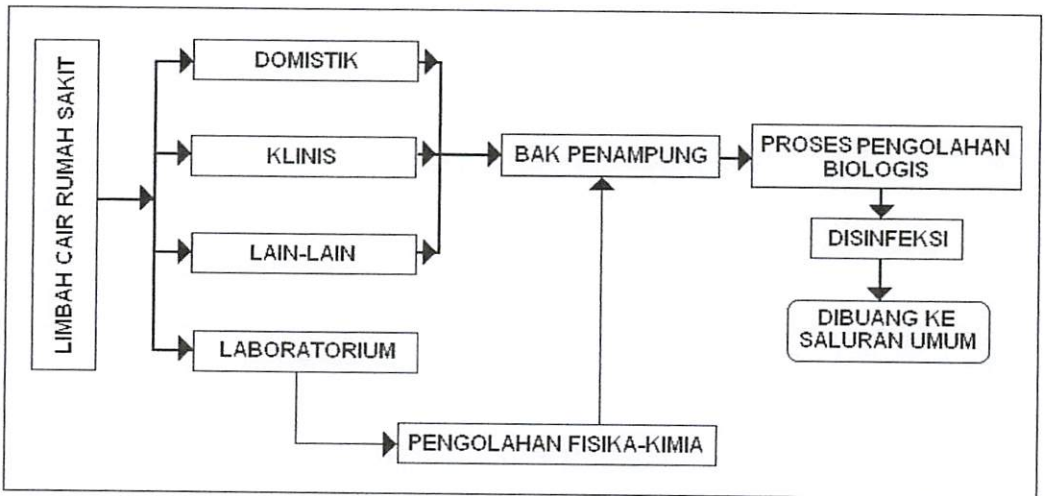 LIMBAH CAIR RUMAH SAKIT
DOMISTIK
KLINIS
LAIN-LAIN
LABORATORIUM
PENGOLAHAN FISIKA-KIMIA
BAK PENAMPUNG
PROSES PENGOLAHAN
BIOLOGIS
DISINFEKSI
DIBUANG KE
SALURAN UMUM